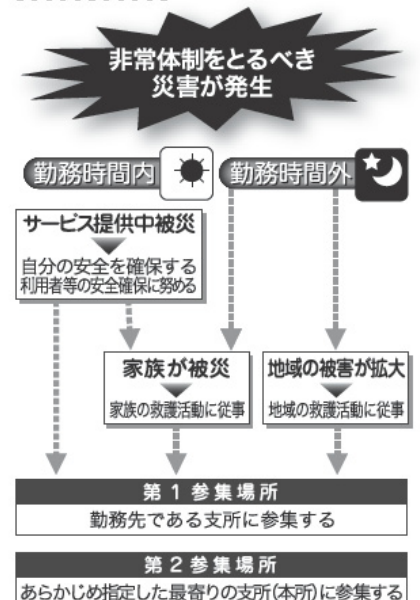 非常体制をとるべき
災害が発生
勤務時間内
勤務時間外
サービス提供中被災
自分の安全を確保する
利用者等の安全確保に努める
家族が被災
家族の救護活動に従事
地域の被害が拡大
地域の救護活動に従事
第1参集場所
勤務先である支所に参集する
第2参集場所
あらかじめ指定した最寄りの支所(本所)に参集する